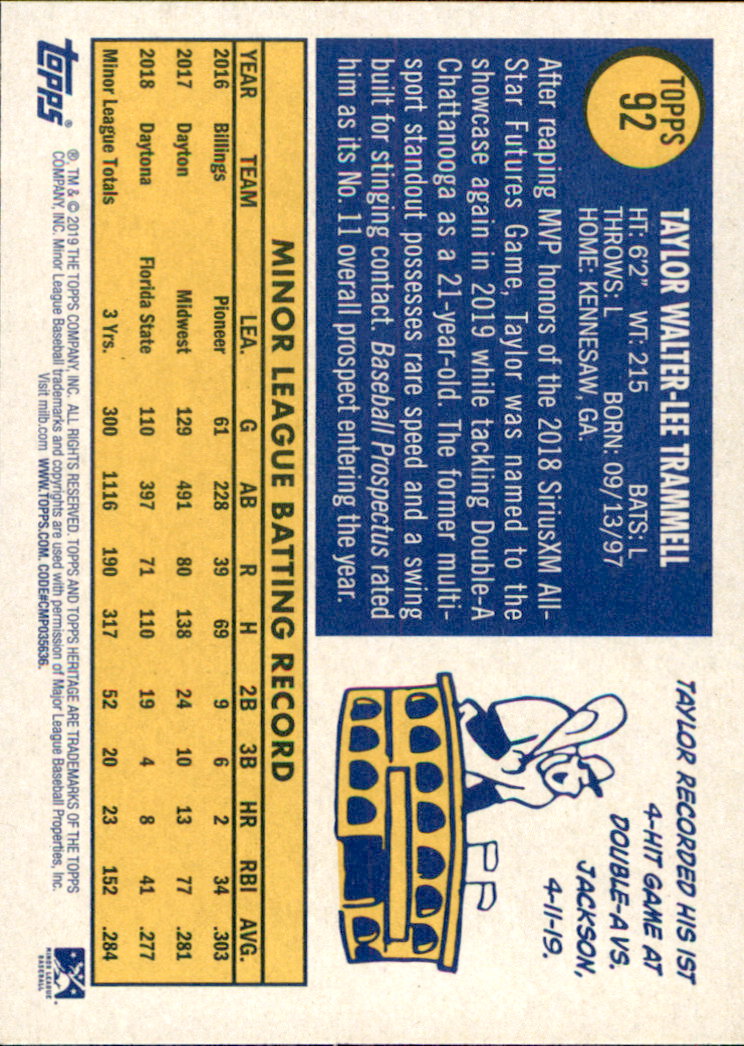 TOPPS
92
TAYLOR WALTER-LEE TRAMMELL
HT: 6'2" WT: 215 BATS: L
THROWS: L BORN: 09/13/97
HOME: KENNESAW, GA.
After reaping MVP honors of the 2018 SiriusXM All-
Star Futures Game, Taylor was named to the
showcase again in 2019 while tackling Double-A
Chattanooga as a 21-year-old. The former multi-
sport standout possesses rare speed and a swing
built for stinging contact. Baseball Prospectus rated
him as its No. 11 overall prospect entering the year.
TAYLOR RECORDED HIS 1ST
4-HIT GAME AT
DOUBLE-A VS.
JACKSON,
4-11-19.
MINOR LEAGUE BATTING RECORD
YEAR TEAM LEA. G AB R H 2B 3B HR RBI AVG.
2016 Billings Pioneer 61 228 39 69 9 6 2 34 .303
2017 Dayton Midwest 129 491 80 138 24 10 13 77 .281
2018 Daytona Florida State 110 397 71 110 19 4 8 41 .277
Minor League Totals 3 Yrs. 300 1116 190 317 52 20 23 152 .284
topps®
®, TM & © 2019 THE TOPPS COMPANY, INC. ALL RIGHTS RESERVED. TOPPS AND TOPPS HERITAGE ARE TRADEMARKS OF THE TOPPS
COMPANY, INC. Minor League Baseball trademarks and copyrights are used with permission of Major League Baseball Properties, Inc.
Visit milb.com WWW.TOPPS.COM. CODE#CMP035636.
MINOR LEAGUE
BASEBALL